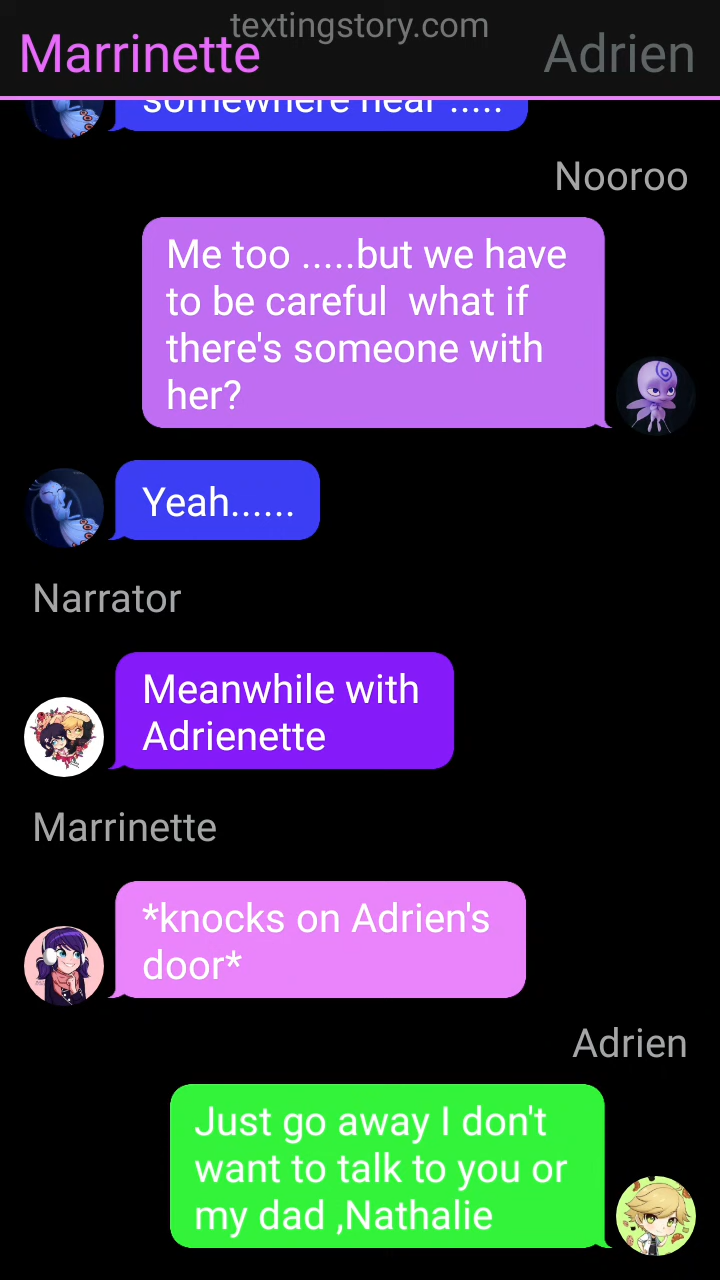 textingstory.com
Marrinette
Adrien
somewhere near .....
Nooroo
Me too .....but we have
to be careful  what if
there's someone with
her?
Yeah......
Narrator
Meanwhile with
Adrienette
Marrinette
*knocks on Adrien's
door*
Adrien
Just go away I don't
want to talk to you or
my dad ,Nathalie